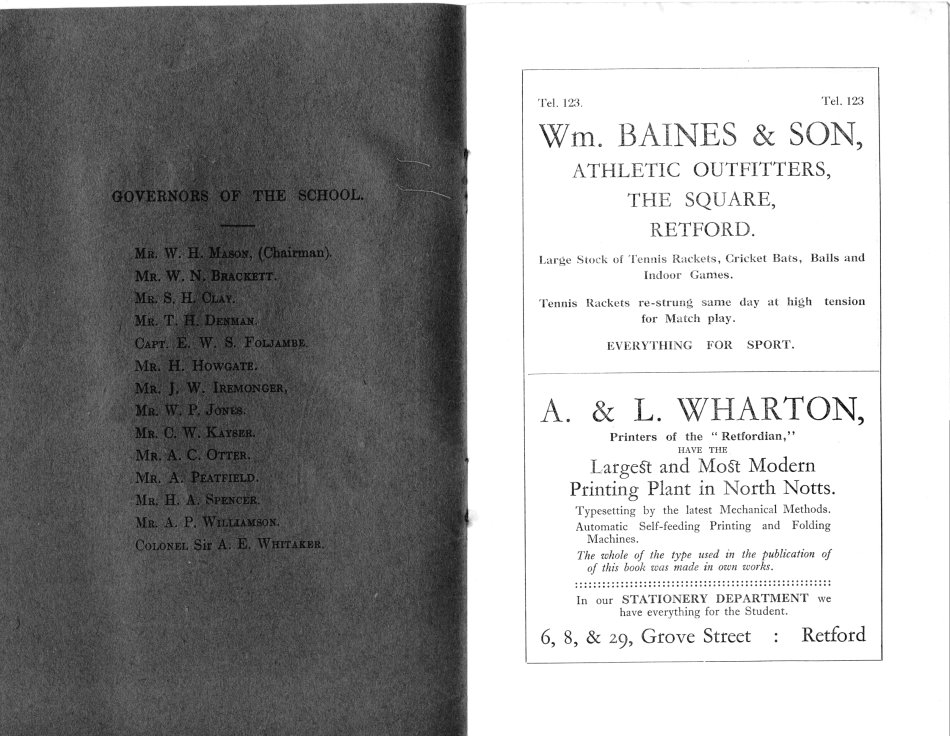 GOVERNORS OF THE SCHOOL.
MR. W. H. MASON, (Chairman).
MR. W. N. BRACKETT.
MR. S. H. CLAY.
MR. T. H. DENMAN.
CAPT. E. W. S. FOLJAMBE.
MR. H. HOWGATE.
MR. J. W. IREMONGER,
MR. W. P. JONES.
MR. C. W. KAYSER.
MR. A. C. OTTER.
MR. A. PEATFIELD.
MR. H. A. SPENCER.
MR. A. P. WILLIAMSON.
COLONEL Sir A. E. WHITAKER.
Tel. 123. Tel. 123
Wm. BAINES & SON,
ATHLETIC OUTFITTERS,
THE SQUARE,
RETFORD.
Large Stock of Tennis Rackets, Cricket Bats, Balls and
Indoor Games.
Tennis Rackets re-strung same day at high tension
for Match play.
EVERYTHING FOR SPORT.
A. & L. WHARTON,
Printers of the "Retfordian,"
HAVE THE
Largest and Most Modern
Printing Plant in North Notts.
Typesetting by the latest Mechanical Methods.
Automatic Self-feeding Printing and Folding
Machines.
The whole of the type used in the publication of
of this book was made in own works.
In our STATIONERY DEPARTMENT we
have everything for the Student.
6, 8, & 29, Grove Street : Retford